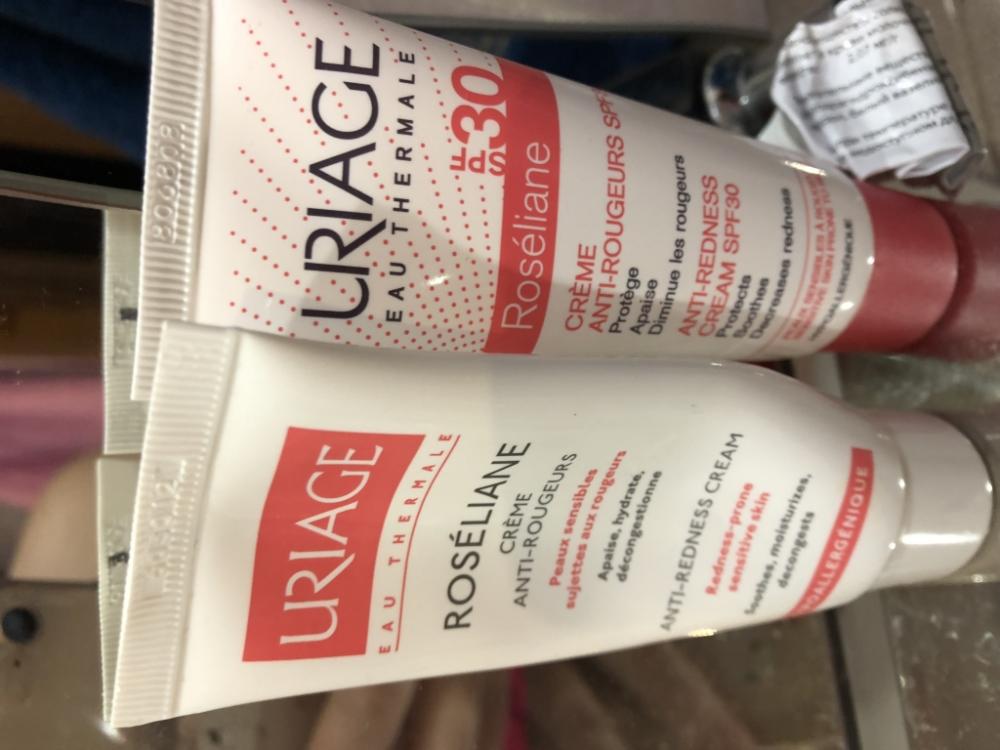 URIAGE
EAU THERMALE
SPF30
Roséliane
CRÈME
ANTI-ROUGEURS SPF30
Protège
Apaise
Diminue les rougeurs
ANTI-REDNESS
CREAM SPF30
Protects
Soothes
Decreases redness
HYPOALLERGÉNIQUE
URIAGE
EAU THERMALE
ROSÉLIANE
CRÈME
ANTI-ROUGEURS
Peaux sensibles
sujettes aux rougeurs
Apaise, hydrate,
décongestionne
ANTI-REDNESS CREAM
Redness-prone
sensitive skin
Soothes, moisturizes,
decongests
HYPOALLERGÉNIQUE